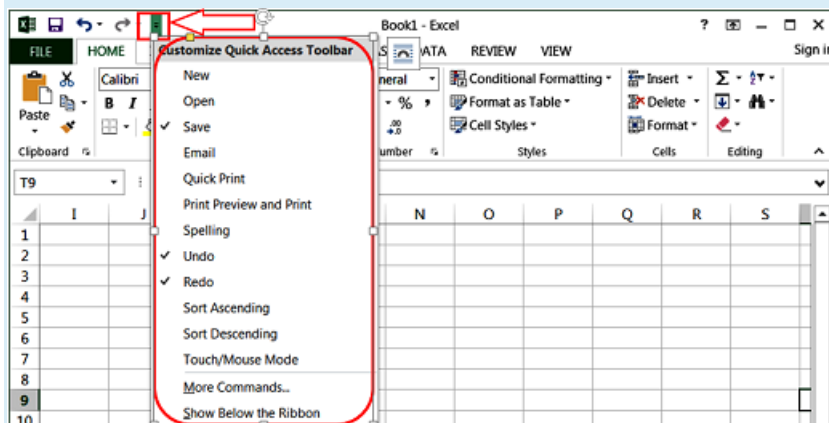 Book1 - Excel
?
FILE HOME S DATA REVIEW VIEW Sign in
Customize Quick Access Toolbar
New
Open
Save
Email
Quick Print
Print Preview and Print
Spelling
Undo
Redo
Sort Ascending
Sort Descending
Touch/Mouse Mode
More Commands...
Show Below the Ribbon
Paste
Clipboard
Calibri
B I
neral
% ,
.00
.0
umber
Conditional Formatting
Format as Table
Cell Styles
Styles
Insert
Delete
Format
Cells
Σ
Editing
T9
I J N O P Q R S
1
2
3
4
5
6
7
8
9
10